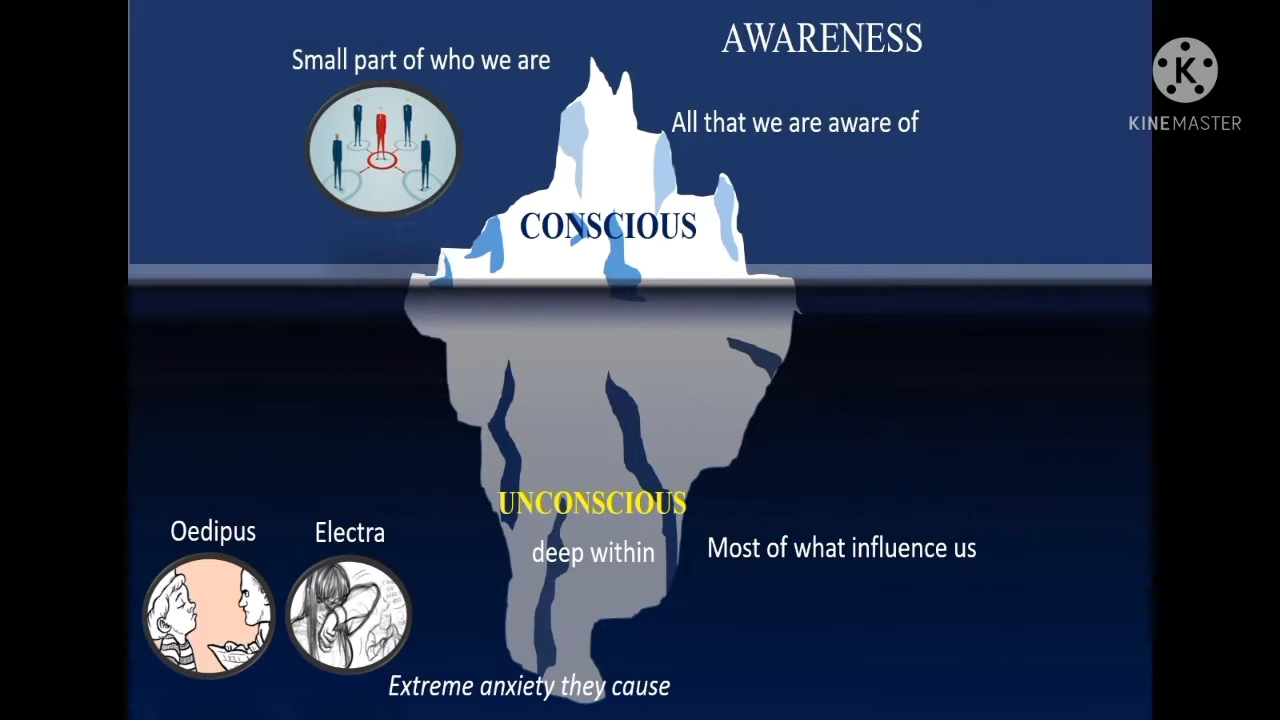 AWARENESS
Small part of who we are
K
KINEMASTER
All that we are aware of
CONSCIOUS
UNCONSCIOUS
Oedipus
Electra
deep within
Most of what influence us
Extreme anxiety they cause